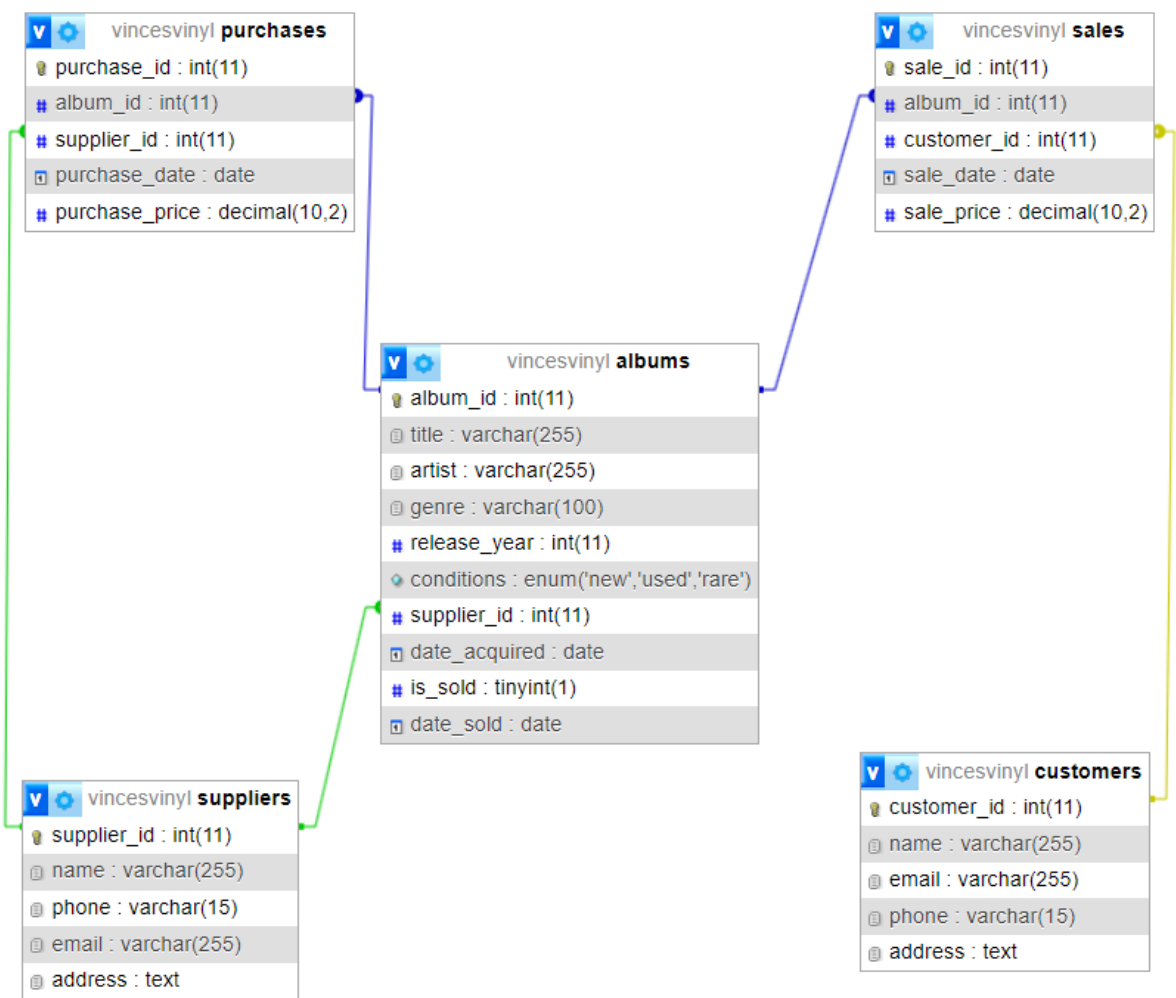 v vincesvinyl purchases
purchase_id : int(11)
# album_id : int(11)
# supplier_id : int(11)
purchase_date : date
# purchase_price : decimal(10,2)
v vincesvinyl sales
sale_id : int(11)
# album_id : int(11)
# customer_id : int(11)
sale_date : date
# sale_price : decimal(10,2)
v vincesvinyl albums
album_id : int(11)
title : varchar(255)
artist : varchar(255)
genre : varchar(100)
# release_year : int(11)
conditions : enum('new','used','rare')
# supplier_id : int(11)
date_acquired : date
# is_sold : tinyint(1)
date_sold : date
v vincesvinyl suppliers
supplier_id : int(11)
name : varchar(255)
phone : varchar(15)
email : varchar(255)
address : text
v vincesvinyl customers
customer_id : int(11)
name : varchar(255)
email : varchar(255)
phone : varchar(15)
address : text